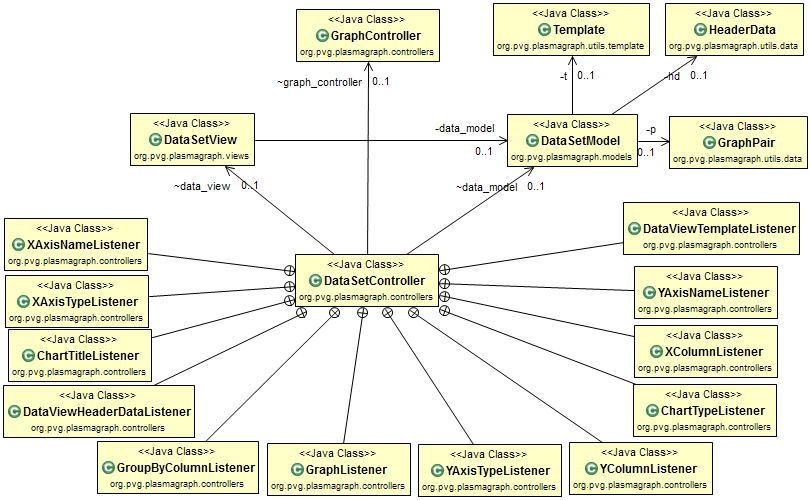 <<Java Class>>
GraphController
org.pvg.plasmagraph.controllers
<<Java Class>>
Template
org.pvg.plasmagraph.utils.template
<<Java Class>>
HeaderData
org.pvg.plasmagraph.utils.data
~graph_controller
0..1
-t
0..1
-hd
0..1
<<Java Class>>
DataSetView
org.pvg.plasmagraph.views
-data_model
0..1
<<Java Class>>
DataSetModel
org.pvg.plasmagraph.models
-p
0..1
<<Java Class>>
GraphPair
org.pvg.plasmagraph.utils.data
~data_view
0..1
~data_model
0..1
<<Java Class>>
XAxisNameListener
org.pvg.plasmagraph.controllers
<<Java Class>>
DataViewTemplateListener
org.pvg.plasmagraph.controllers
<<Java Class>>
DataSetController
org.pvg.plasmagraph.controllers
<<Java Class>>
XAxisTypeListener
org.pvg.plasmagraph.controllers
<<Java Class>>
YAxisNameListener
org.pvg.plasmagraph.controllers
<<Java Class>>
ChartTitleListener
org.pvg.plasmagraph.controllers
<<Java Class>>
XColumnListener
org.pvg.plasmagraph.controllers
<<Java Class>>
DataViewHeaderDataListener
org.pvg.plasmagraph.controllers
<<Java Class>>
ChartTypeListener
org.pvg.plasmagraph.controllers
<<Java Class>>
GroupByColumnListener
org.pvg.plasmagraph.controllers
<<Java Class>>
GraphListener
org.pvg.plasmagraph.controllers
<<Java Class>>
YAxisTypeListener
org.pvg.plasmagraph.controllers
<<Java Class>>
YColumnListener
org.pvg.plasmagraph.controllers